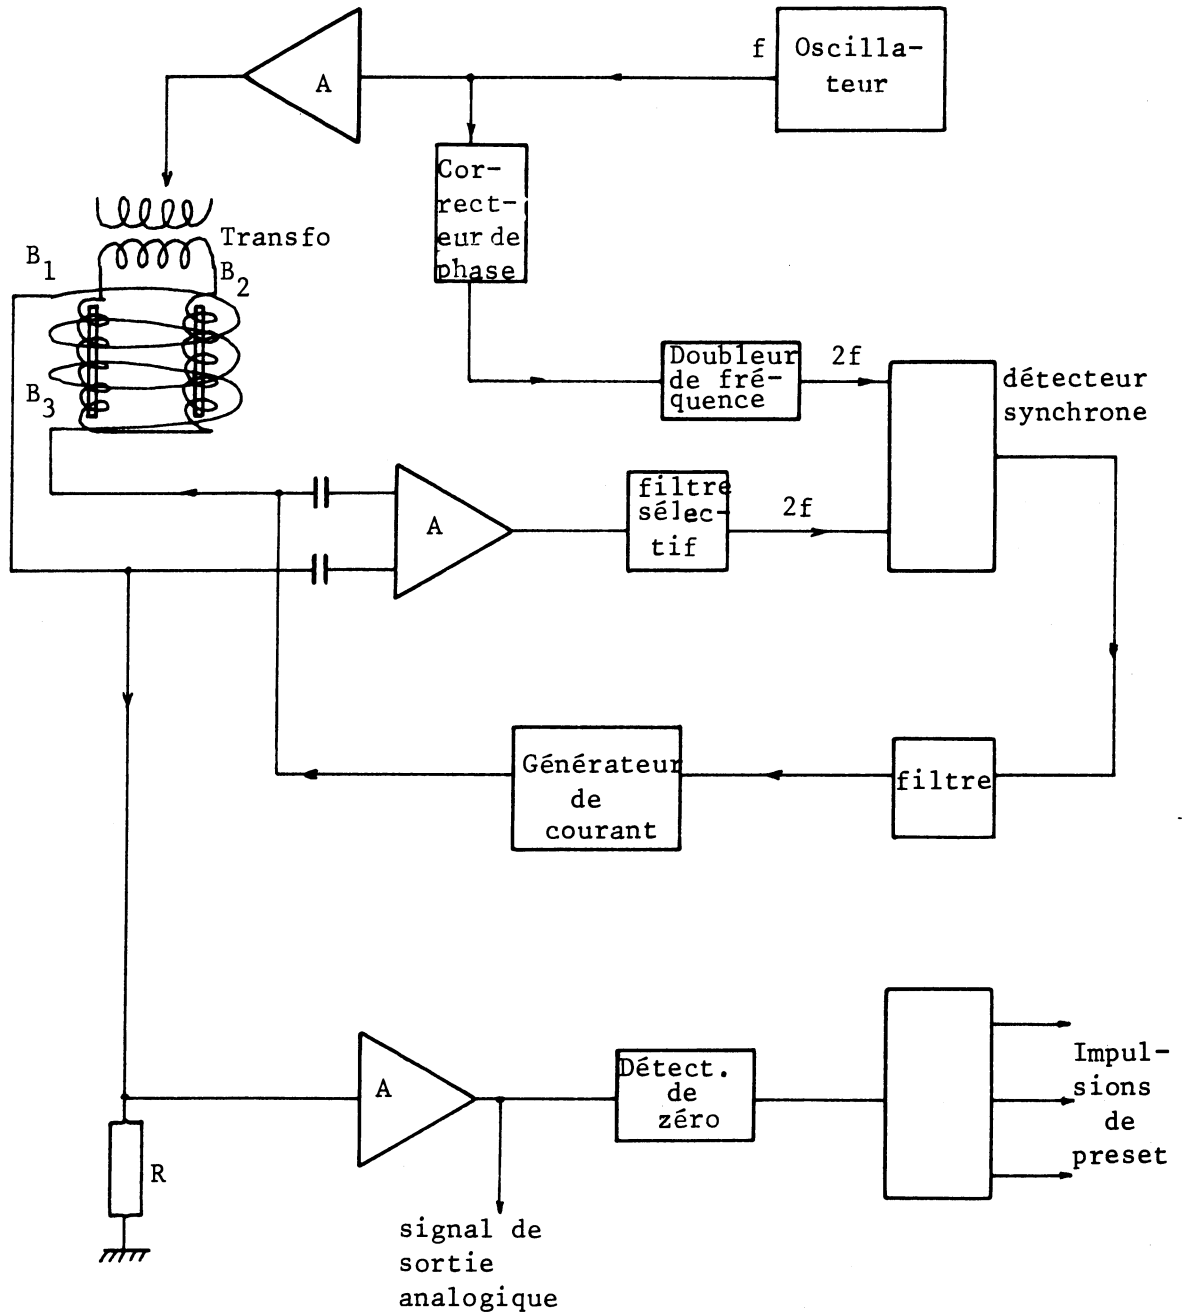 f
Oscilla-
teur
A
Cor-
rect-
eur de
phase
Transfo
B1
B2
B3
Doubleur
de fré-
quence
2f
détecteur
synchrone
filtre
sélec-
tif
2f
A
Générateur
de
courant
filtre
A
Détect.
de
zéro
Impul-
sions
de
preset
R
signal de
sortie
analogique